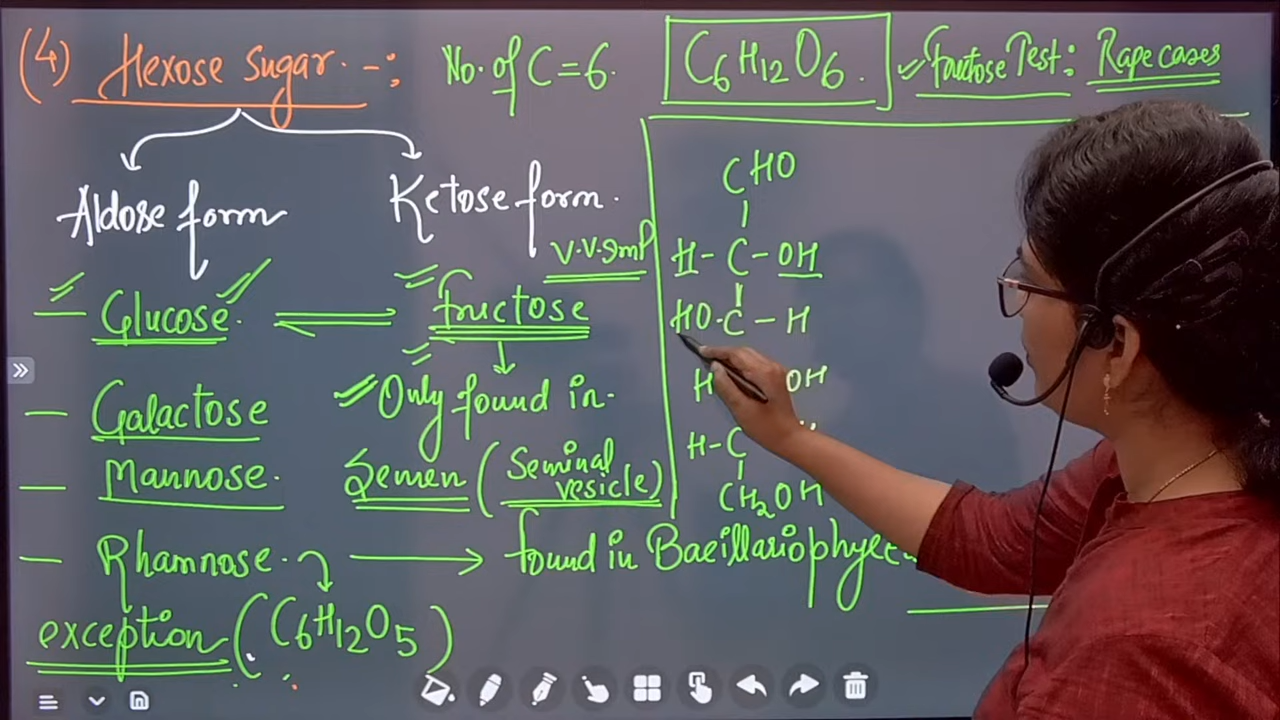 (4) Hexose Sugar. -: No. of C = 6. C6H12O6. Fructose Test: Rape cases
Aldose form Ketose form.
V.V.Imp
Glucose. Fructose
Galactose Only found in.
Mannose. Semen (Seminal vesicle)
Rhamnose. found in Bacillariophyce
exception (C6H12O5)
CHO
H - C - OH
HO - C - H
H OH
H - C
CH2OH